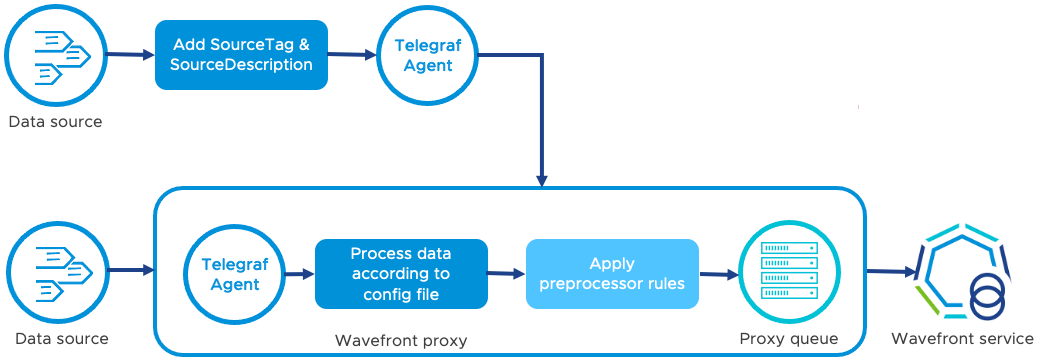 Add SourceTag &
SourceDescription
Telegraf
Agent
Data source
Telegraf
Agent
Process data
according to
config file
Apply
preprocessor rules
Data source
Wavefront proxy
Proxy queue
Wavefront service